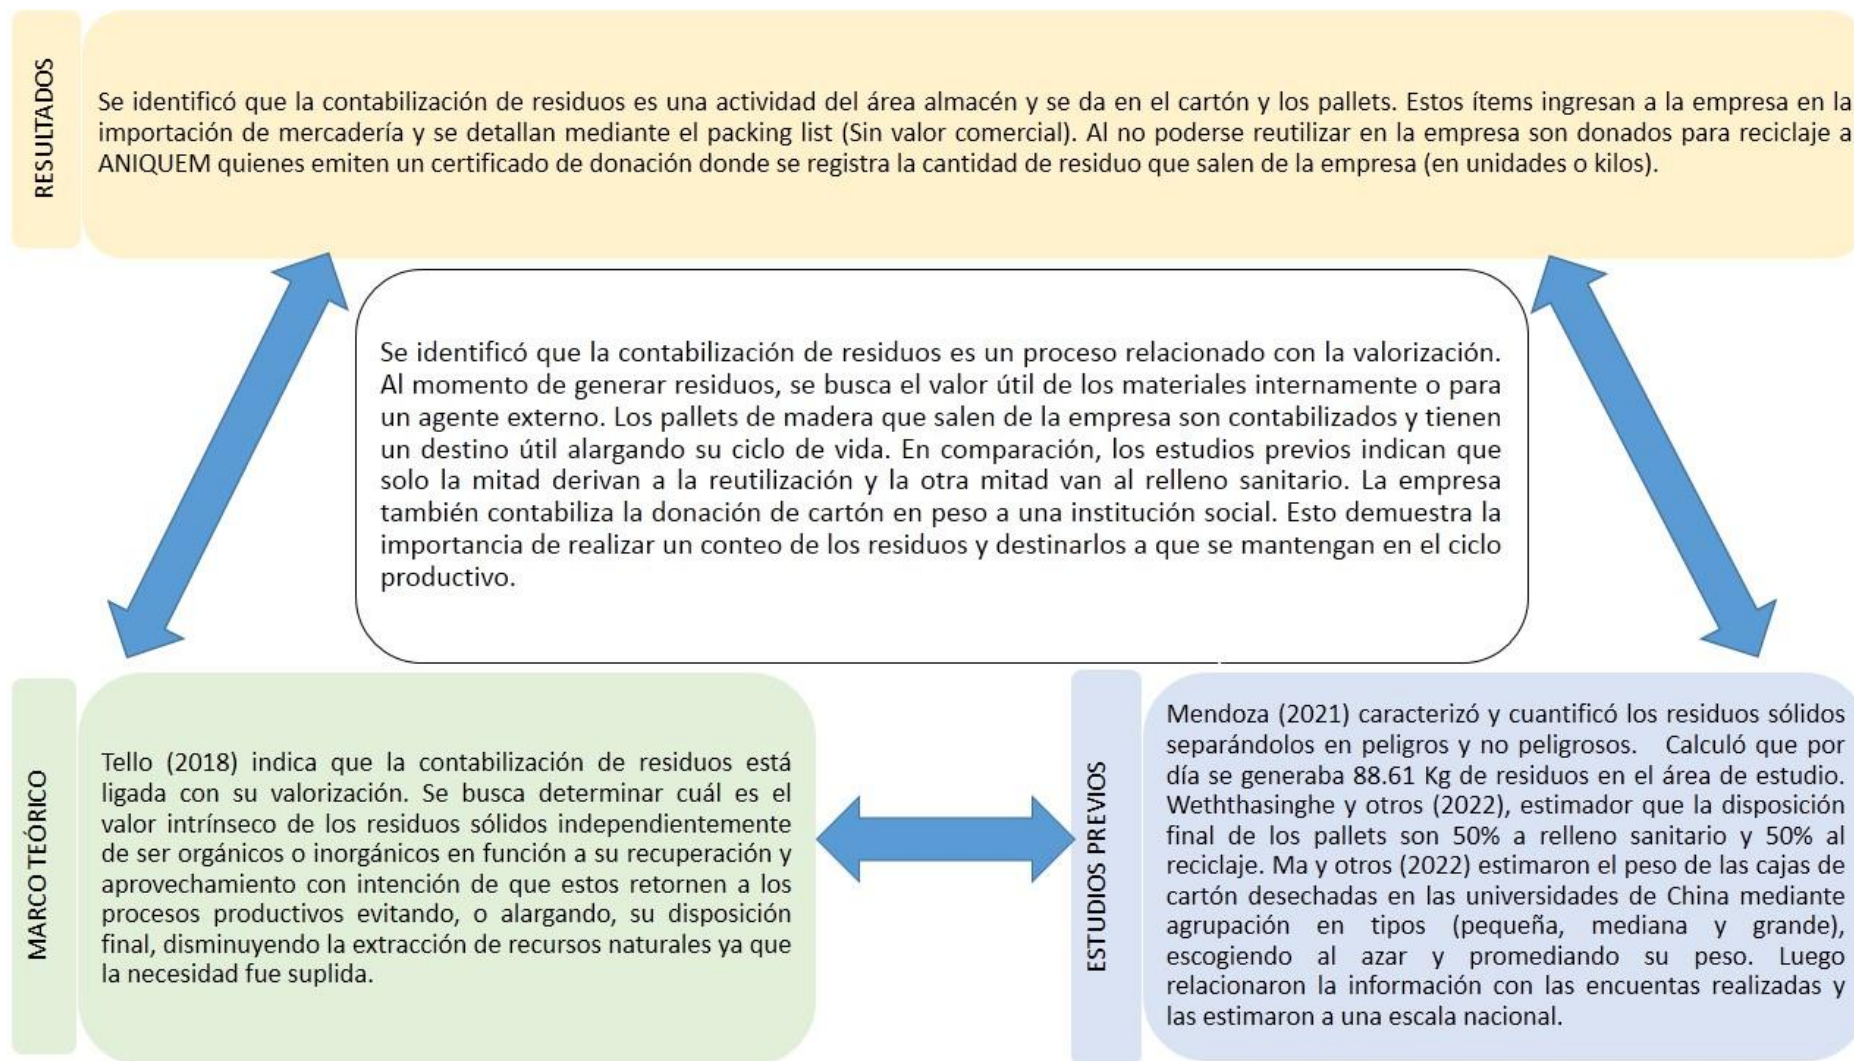 RESULTADOS
Se identificó que la contabilización de residuos es una actividad del área almacén y se da en el cartón y los pallets. Estos ítems ingresan a la empresa en la
importación de mercadería y se detallan mediante el packing list (Sin valor comercial). Al no poderse reutilizar en la empresa son donados para reciclaje a
ANIQUEM quienes emiten un certificado de donación donde se registra la cantidad de residuo que salen de la empresa (en unidades o kilos).
Se identificó que la contabilización de residuos es un proceso relacionado con la valorización.
Al momento de generar residuos, se busca el valor útil de los materiales internamente o para
un agente externo. Los pallets de madera que salen de la empresa son contabilizados y tienen
un destino útil alargando su ciclo de vida. En comparación, los estudios previos indican que
solo la mitad derivan a la reutilización y la otra mitad van al relleno sanitario. La empresa
también contabiliza la donación de cartón en peso a una institución social. Esto demuestra la
importancia de realizar un conteo de los residuos y destinarlos a que se mantengan en el ciclo
productivo.
MARCO TEÓRICO
Tello (2018) indica que la contabilización de residuos está
ligada con su valorización. Se busca determinar cuál es el
valor intrínseco de los residuos sólidos independientemente
de ser orgánicos o inorgánicos en función a su recuperación y
aprovechamiento con intención de que estos retornen a los
procesos productivos evitando, o alargando, su disposición
final, disminuyendo la extracción de recursos naturales ya que
la necesidad fue suplida.
ESTUDIOS PREVIOS
Mendoza (2021) caracterizó y cuantificó los residuos sólidos
separándolos en peligros y no peligrosos. Calculó que por
día se generaba 88.61 Kg de residuos en el área de estudio.
Weththasinghe y otros (2022), estimador que la disposición
final de los pallets son 50% a relleno sanitario y 50% al
reciclaje. Ma y otros (2022) estimaron el peso de las cajas de
cartón desechadas en las universidades de China mediante
agrupación en tipos (pequeña, mediana y grande),
escogiendo al azar y promediando su peso. Luego
relacionaron la información con las encuentas realizadas y
las estimaron a una escala nacional.